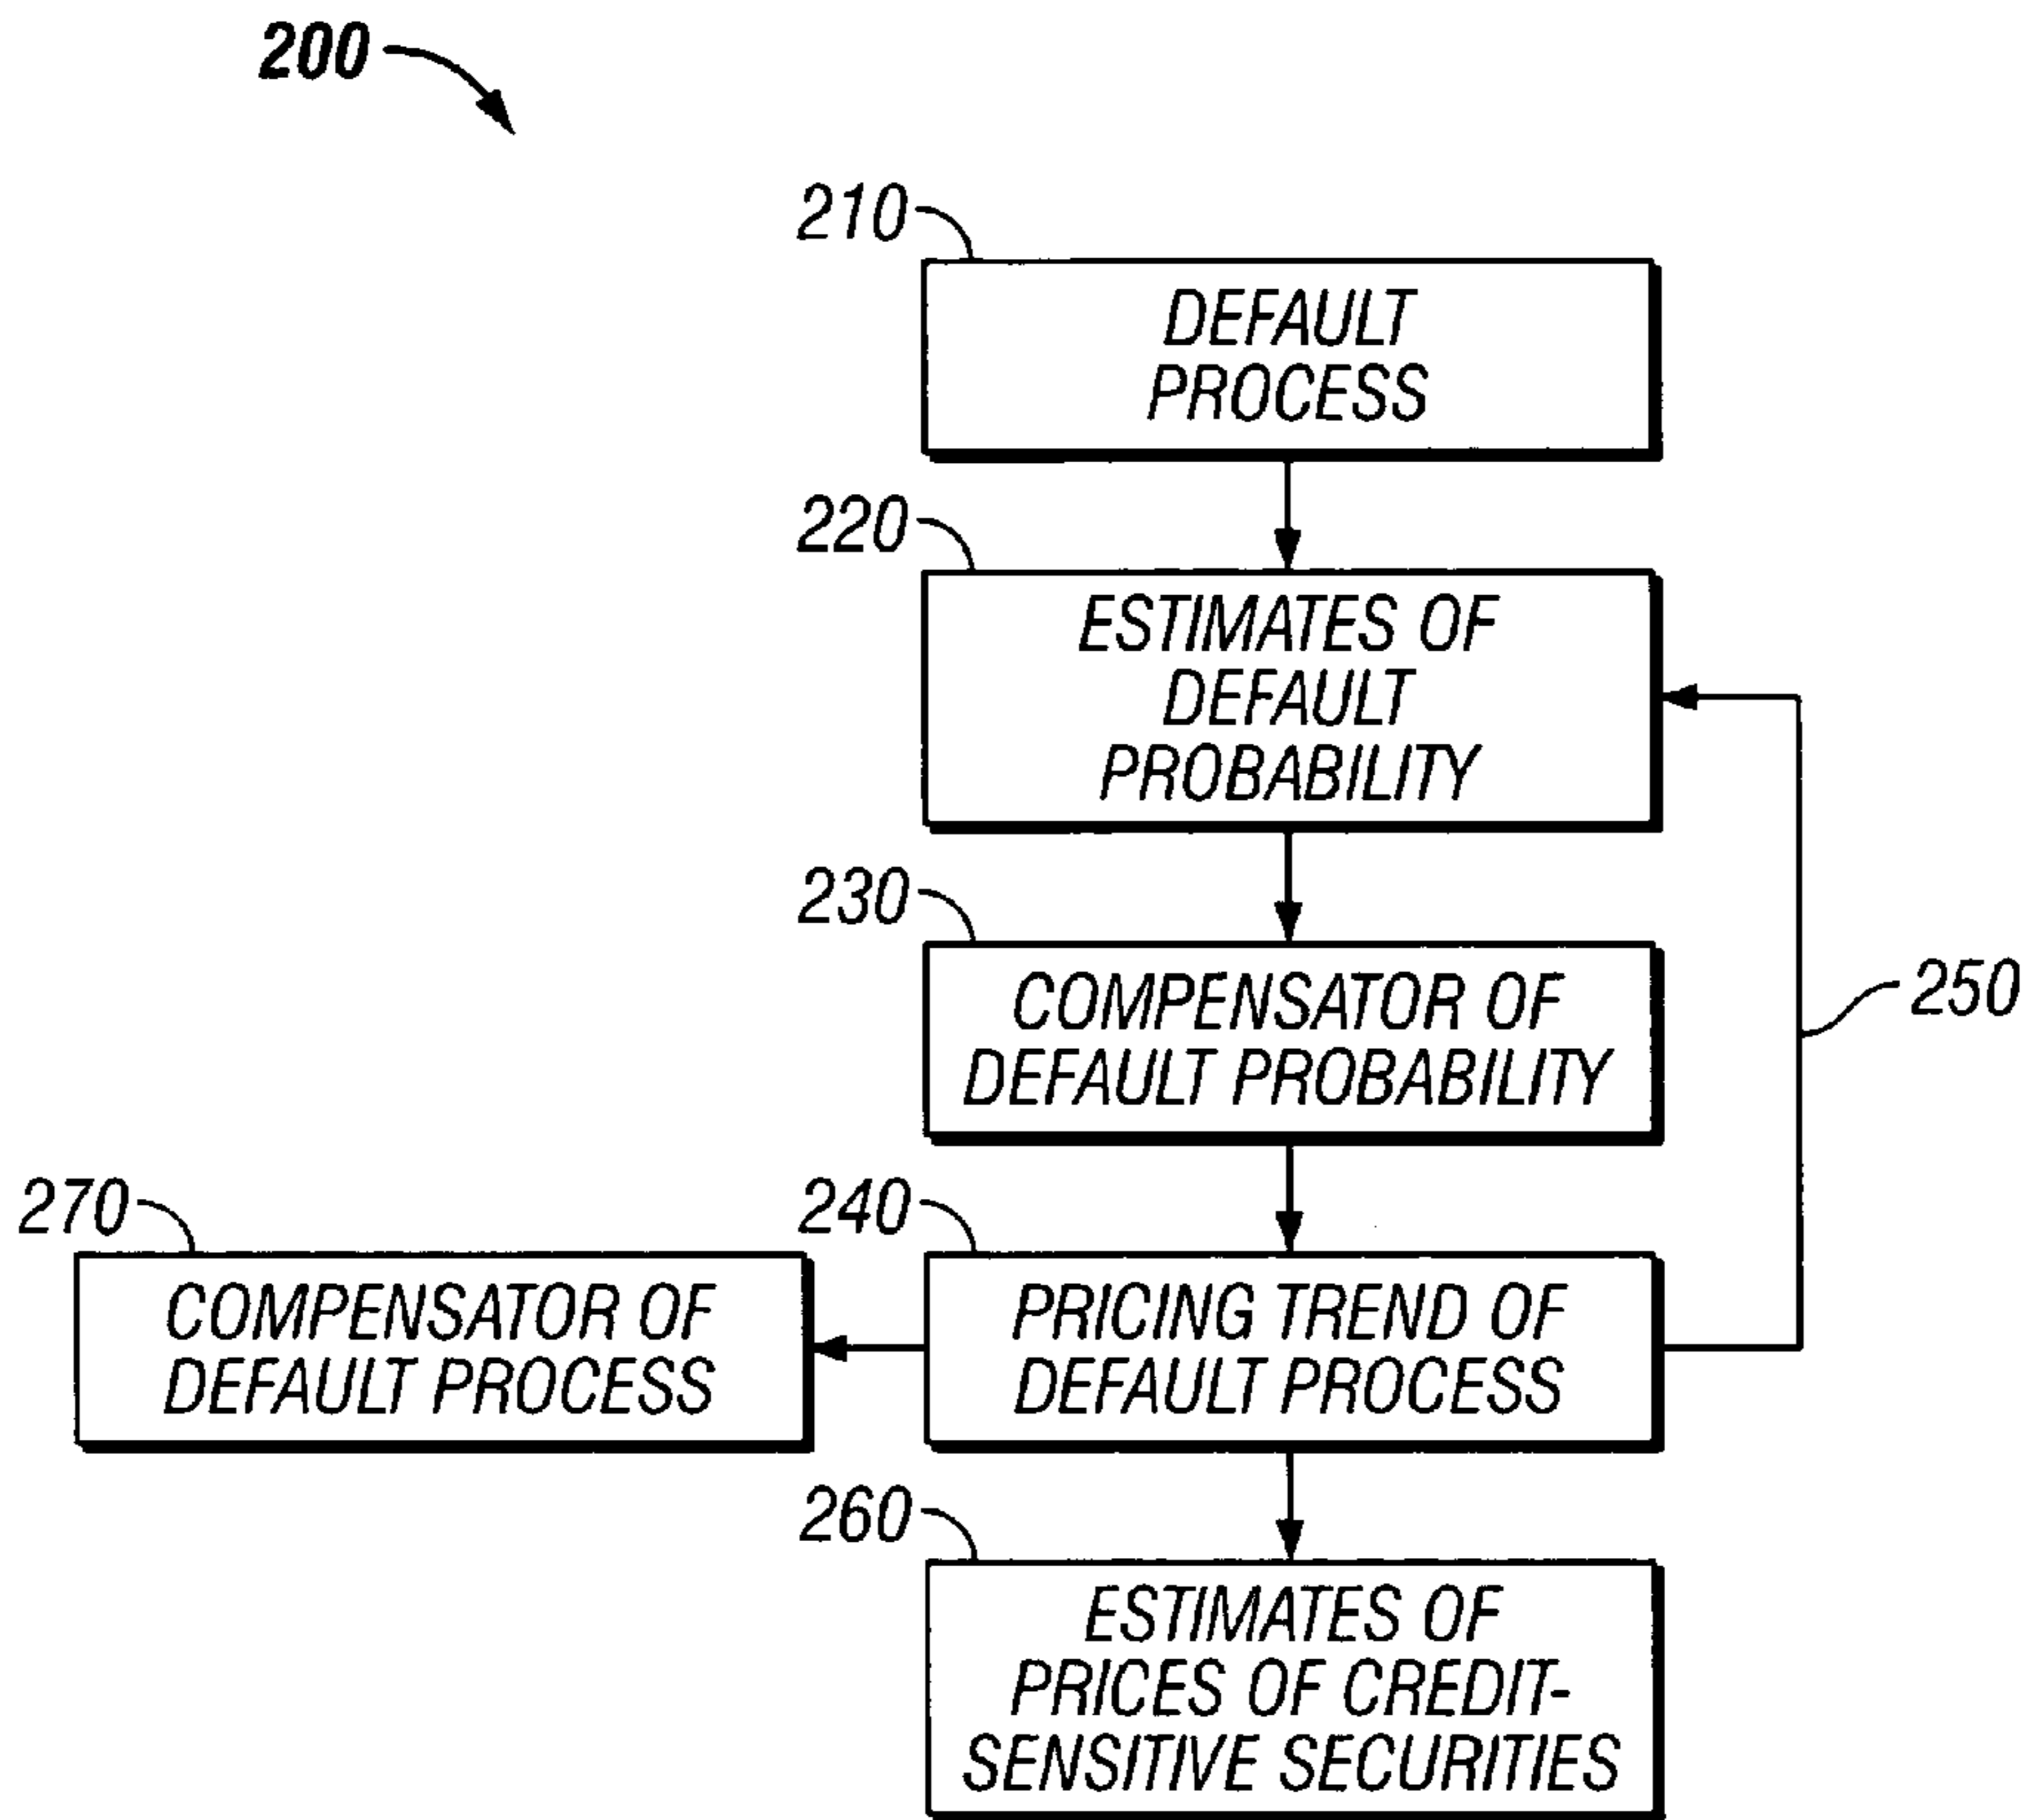 200
210
DEFAULT
PROCESS
220
ESTIMATES OF
DEFAULT
PROBABILITY
230
COMPENSATOR OF
DEFAULT PROBABILITY
250
270
COMPENSATOR OF
DEFAULT PROCESS
240
PRICING TREND OF
DEFAULT PROCESS
260
ESTIMATES OF
PRICES OF CREDIT-
SENSITIVE SECURITIES